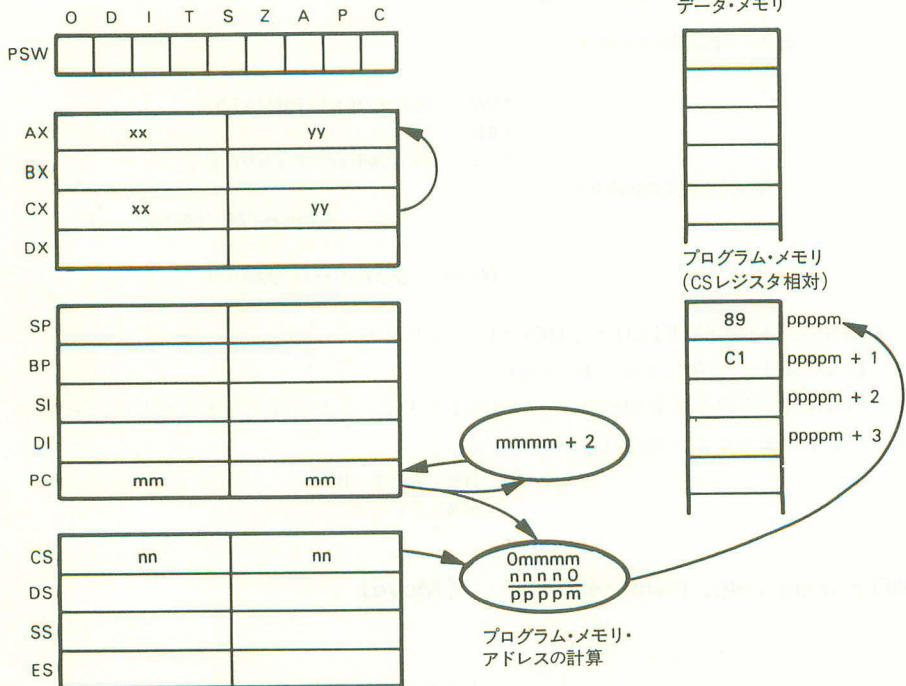 データ・メモリ
O D I T S Z A P C
PSW
AX xx yy
BX
CX xx yy
DX
プログラム・メモリ
(CSレジスタ相対)
SP
BP
SI
DI
PC mm mm
mmmm + 2
89 ppppm
C1 ppppm + 1
ppppm + 2
ppppm + 3
CS nn nn
DS
SS
ES
0mmmm
nnnn0
ppppm
プログラム・メモリ・
アドレスの計算